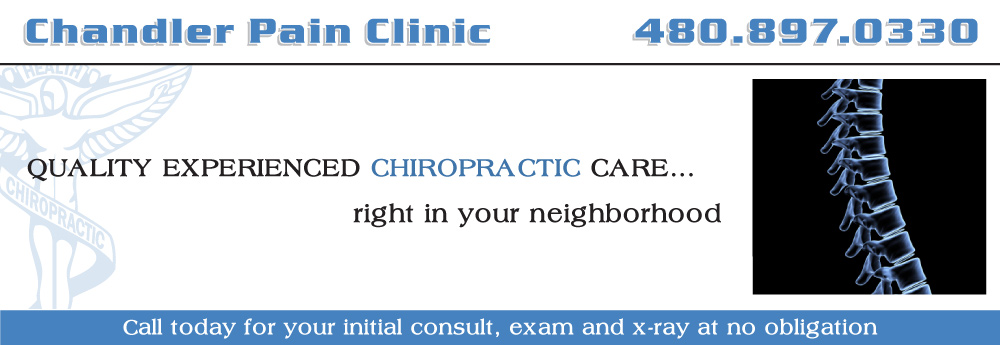 Chandler Pain Clinic
480.897.0330
HEALTH
CHIROPRACTIC
QUALITY EXPERIENCED CHIROPRACTIC CARE...
right in your neighborhood
Call today for your initial consult, exam and x-ray at no obligation